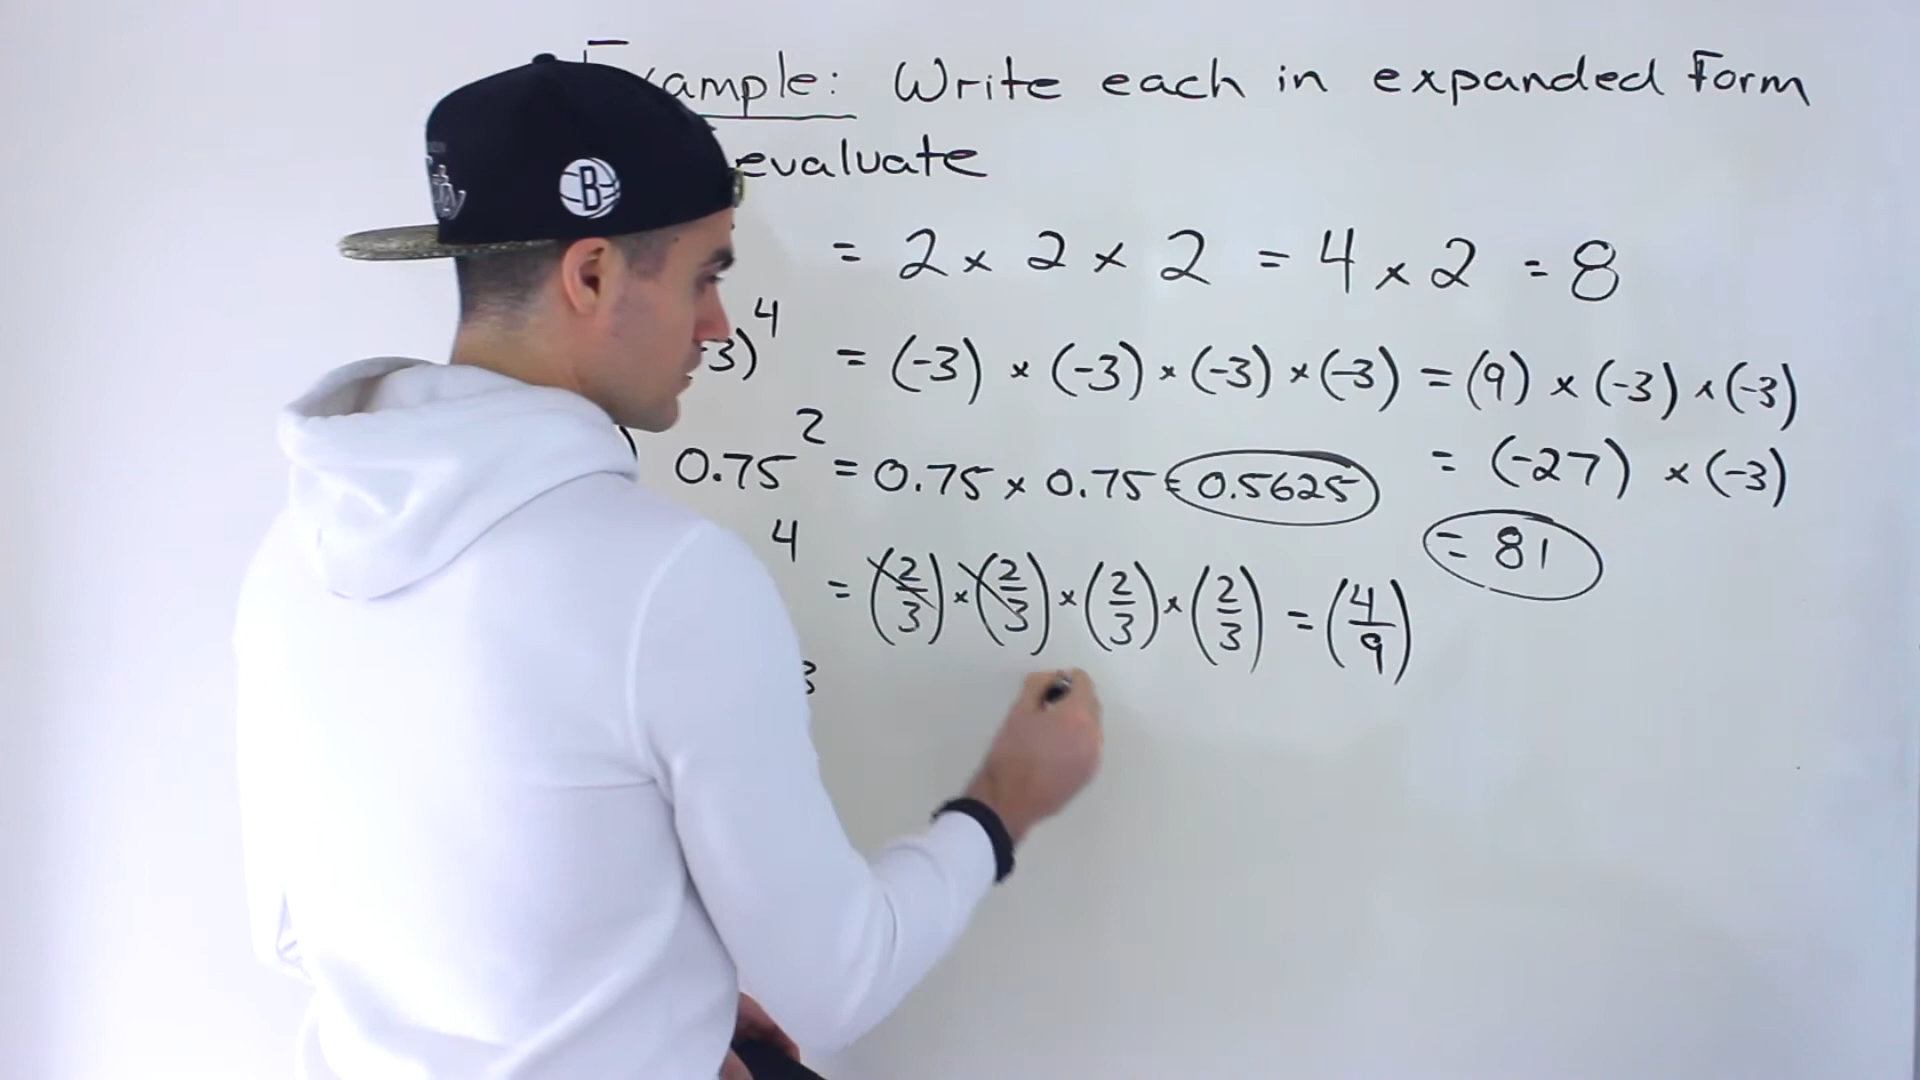 ample: Write each in expanded form
evaluate
= 2 × 2 × 2 = 4 × 2 = 8
-3)^4 = (-3) × (-3) × (-3) × (-3) = (9) × (-3) × (-3)
= (-27) × (-3)
= 81
0.75^2 = 0.75 × 0.75 = 0.5625
4 = (2/3) × (2/3) × (2/3) × (2/3) = (4/9)
3
B